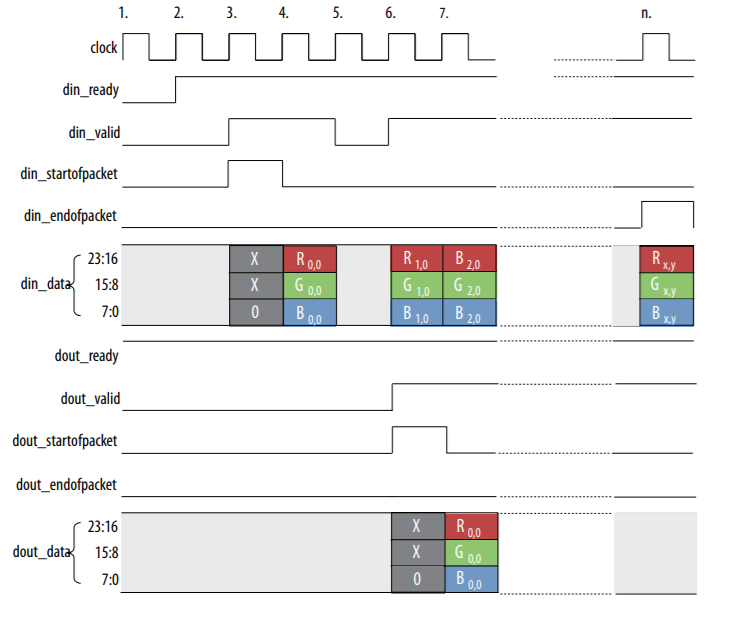 1. 2. 3. 4. 5. 6. 7. n.
clock
din_ready
din_valid
din_startofpacket
din_endofpacket
23:16 X R 0,0 R 1,0 B 2,0 R x,y
din_data 15:8 X G 0,0 G 1,0 G 2,0 G x,y
7:0 0 B 0,0 B 1,0 B 2,0 B x,y
dout_ready
dout_valid
dout_startofpacket
dout_endofpacket
23:16 X R 0,0
dout_data 15:8 X G 0,0
7:0 0 B 0,0